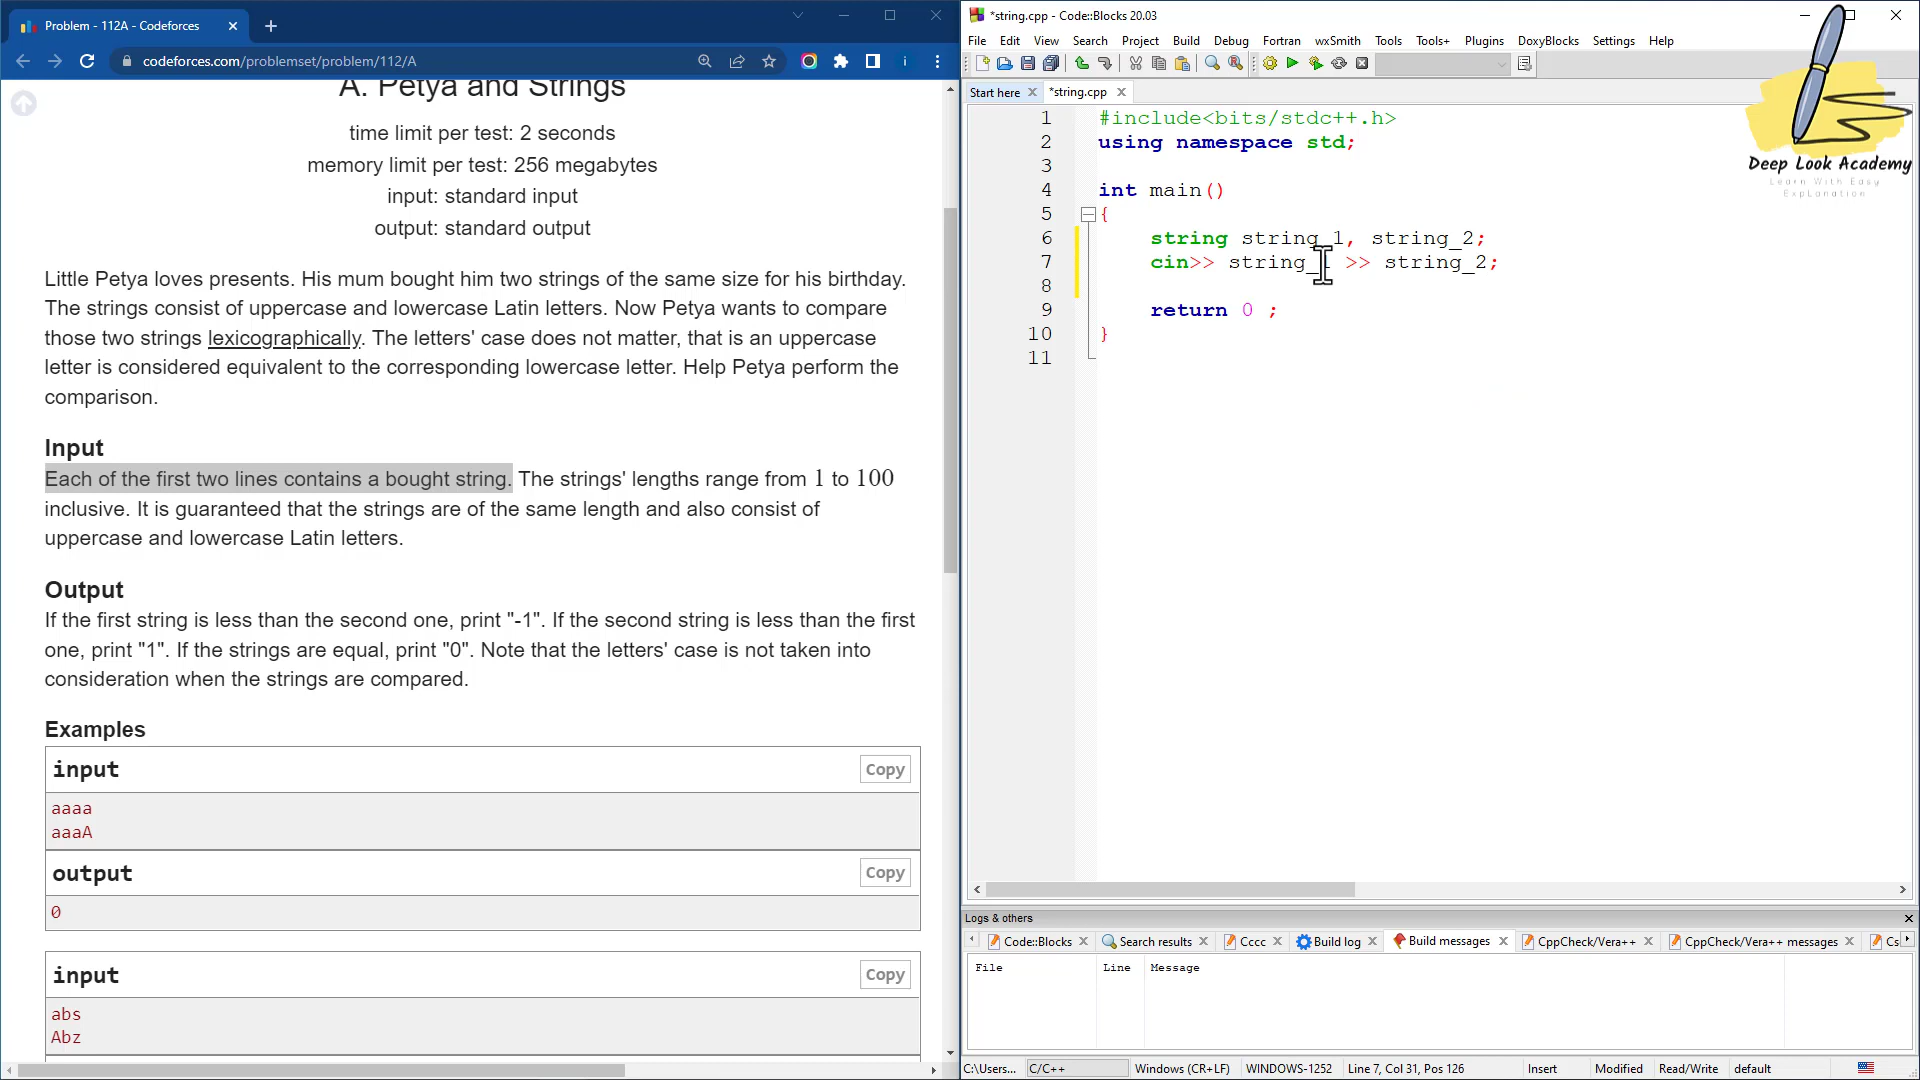 Problem - 112A - Codeforces
codeforces.com/problemset/problem/112/A
A. Petya and Strings
time limit per test: 2 seconds
memory limit per test: 256 megabytes
input: standard input
output: standard output
Little Petya loves presents. His mum bought him two strings of the same size for his birthday.
The strings consist of uppercase and lowercase Latin letters. Now Petya wants to compare
those two strings lexicographically. The letters' case does not matter, that is an uppercase
letter is considered equivalent to the corresponding lowercase letter. Help Petya perform the
comparison.
Input
Each of the first two lines contains a bought string. The strings' lengths range from 1 to 100
inclusive. It is guaranteed that the strings are of the same length and also consist of
uppercase and lowercase Latin letters.
Output
If the first string is less than the second one, print "-1". If the second string is less than the first
one, print "1". If the strings are equal, print "0". Note that the letters' case is not taken into
consideration when the strings are compared.
Examples
input Copy
aaaa
aaaA
output Copy
0
input Copy
abs
Abz
*string.cpp - Code::Blocks 20.03
File Edit View Search Project Build Debug Fortran wxSmith Tools Tools+ Plugins DoxyBlocks Settings Help
Start here *string.cpp
1 #include<bits/stdc++.h>
2 using namespace std;
3
4 int main()
5 {
6 string string_1, string_2;
7 cin>> string_1 >> string_2;
8
9 return 0 ;
10 }
11
Deep Look Academy
Learn With Easy
ExpLanation
Logs & others
Code::Blocks Search results Cccc Build log Build messages CppCheck/Vera++ CppCheck/Vera++ messages Cs
File Line Message
C:\Users... C/C++ Windows (CR+LF) WINDOWS-1252 Line 7, Col 31, Pos 126 Insert Modified Read/Write default